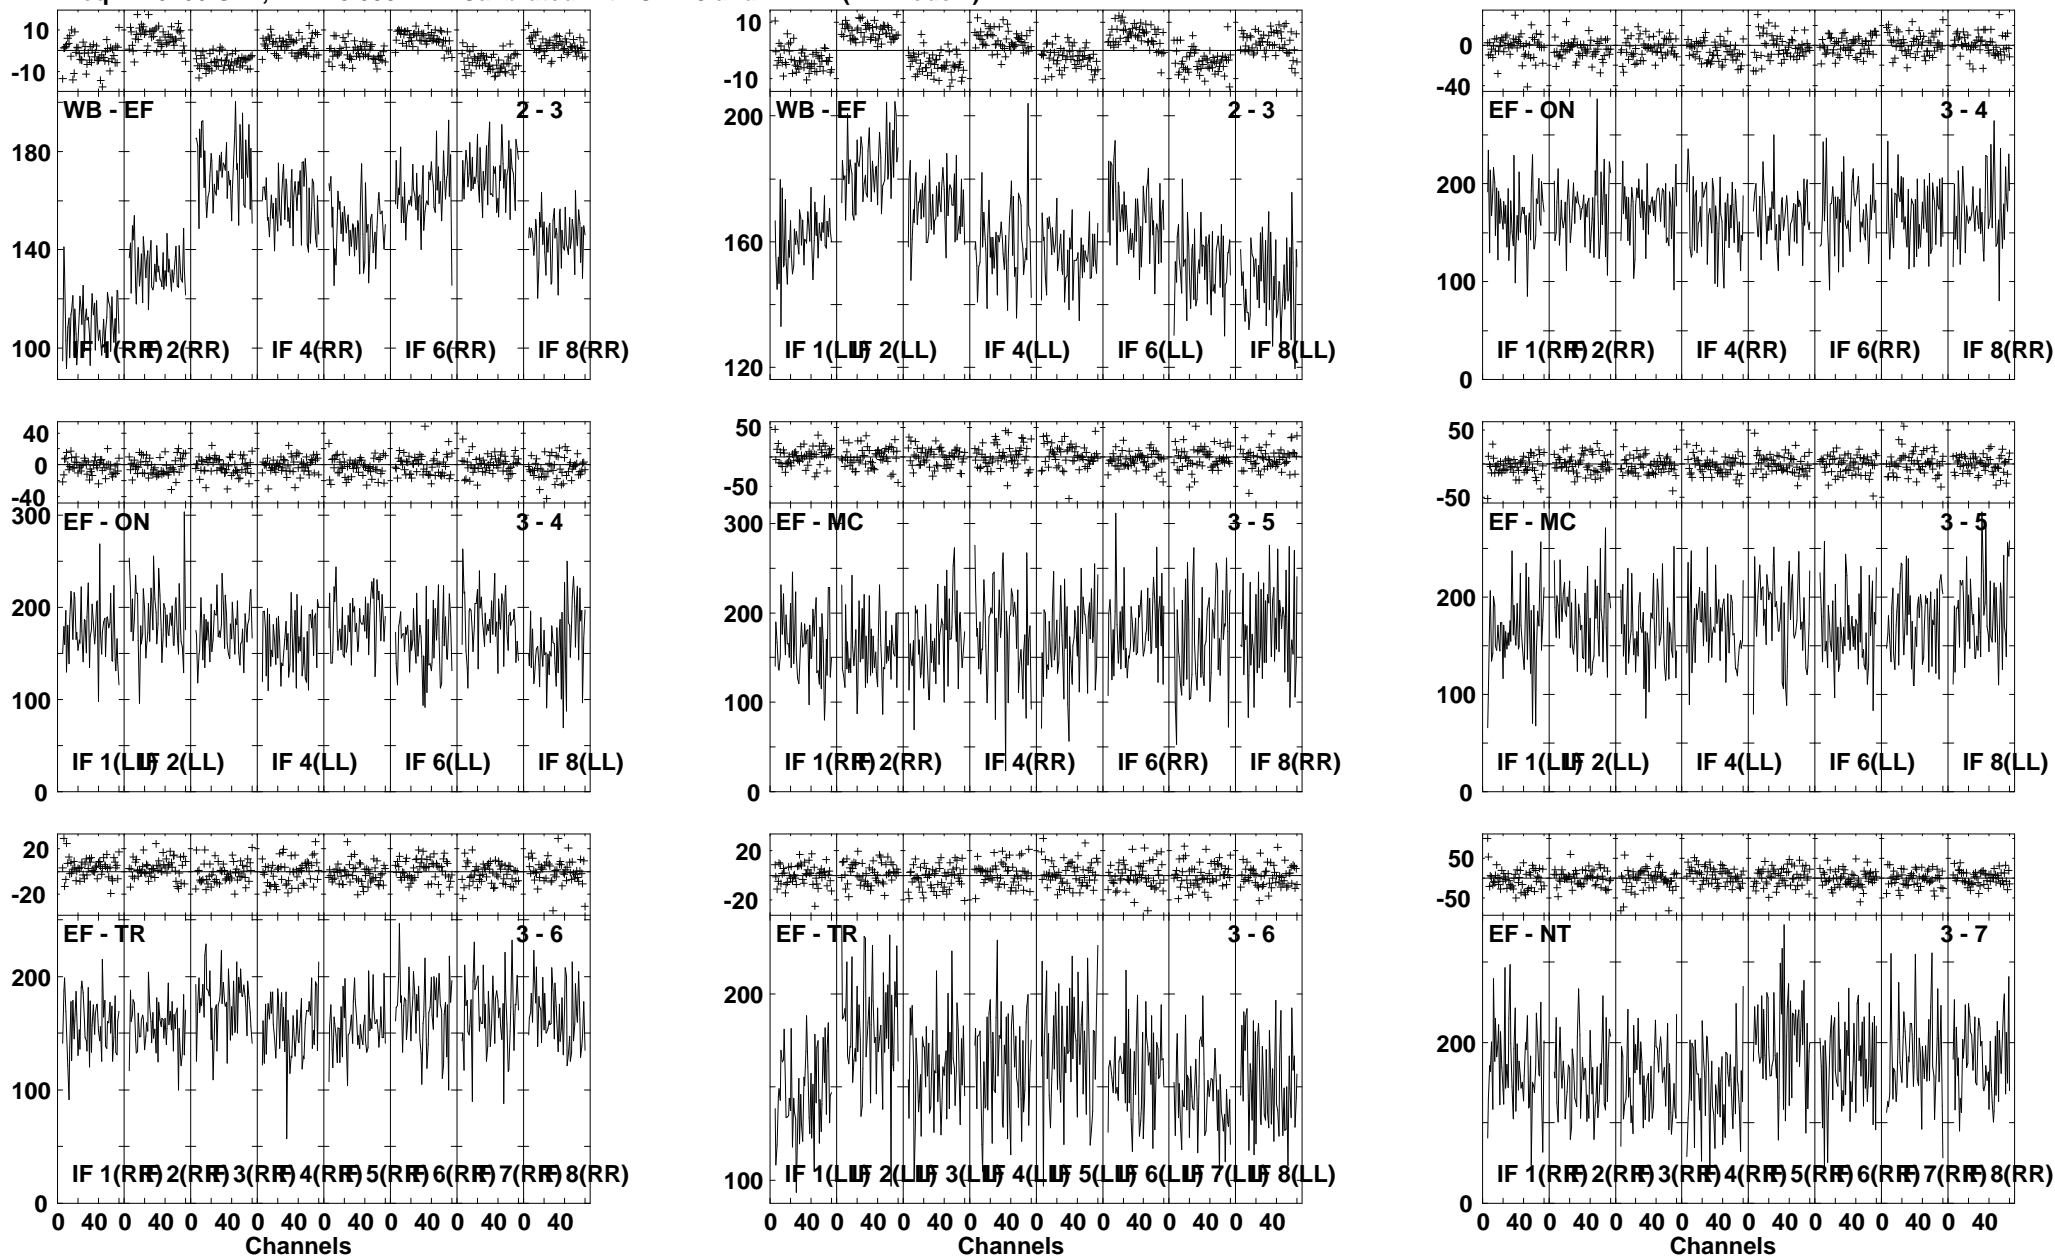 10
-10
WB - EF 2 - 3
180
140
100
IF 1(RR) IF 2(RR) IF 4(RR) IF 6(RR) IF 8(RR)
10
-10
WB - EF 2 - 3
200
160
120
IF 1(LL) IF 2(LL) IF 4(LL) IF 6(LL) IF 8(LL)
0
-40
EF - ON 3 - 4
200
100
0
IF 1(RR) IF 2(RR) IF 4(RR) IF 6(RR) IF 8(RR)
40
0
-40
300
EF - ON 3 - 4
200
100
0
IF 1(LL) IF 2(LL) IF 4(LL) IF 6(LL) IF 8(LL)
50
-50
300
EF - MC 3 - 5
200
100
0
IF 1(RR) IF 2(RR) IF 4(RR) IF 6(RR) IF 8(RR)
50
-50
EF - MC 3 - 5
200
100
0
IF 1(LL) IF 2(LL) IF 4(LL) IF 6(LL) IF 8(LL)
20
-20
EF - TR 3 - 6
200
100
0
IF 1(RR) IF 2(RR) IF 3(RR) IF 4(RR) IF 5(RR) IF 6(RR) IF 7(RR) IF 8(RR)
0 40 0 40 0 40 0 40 0 40 0 40 0 40 0 40
Channels
20
-20
EF - TR 3 - 6
200
100
IF 1(LL) IF 2(LL) IF 3(LL) IF 4(LL) IF 5(LL) IF 6(LL) IF 7(LL) IF 8(LL)
0 40 0 40 0 40 0 40 0 40 0 40 0 40 0 40
Channels
50
-50
EF - NT 3 - 7
200
0
IF 1(RR) IF 2(RR) IF 3(RR) IF 4(RR) IF 5(RR) IF 6(RR) IF 7(RR) IF 8(RR)
0 40 0 40 0 40 0 40 0 40 0 40 0 40 0 40
Channels